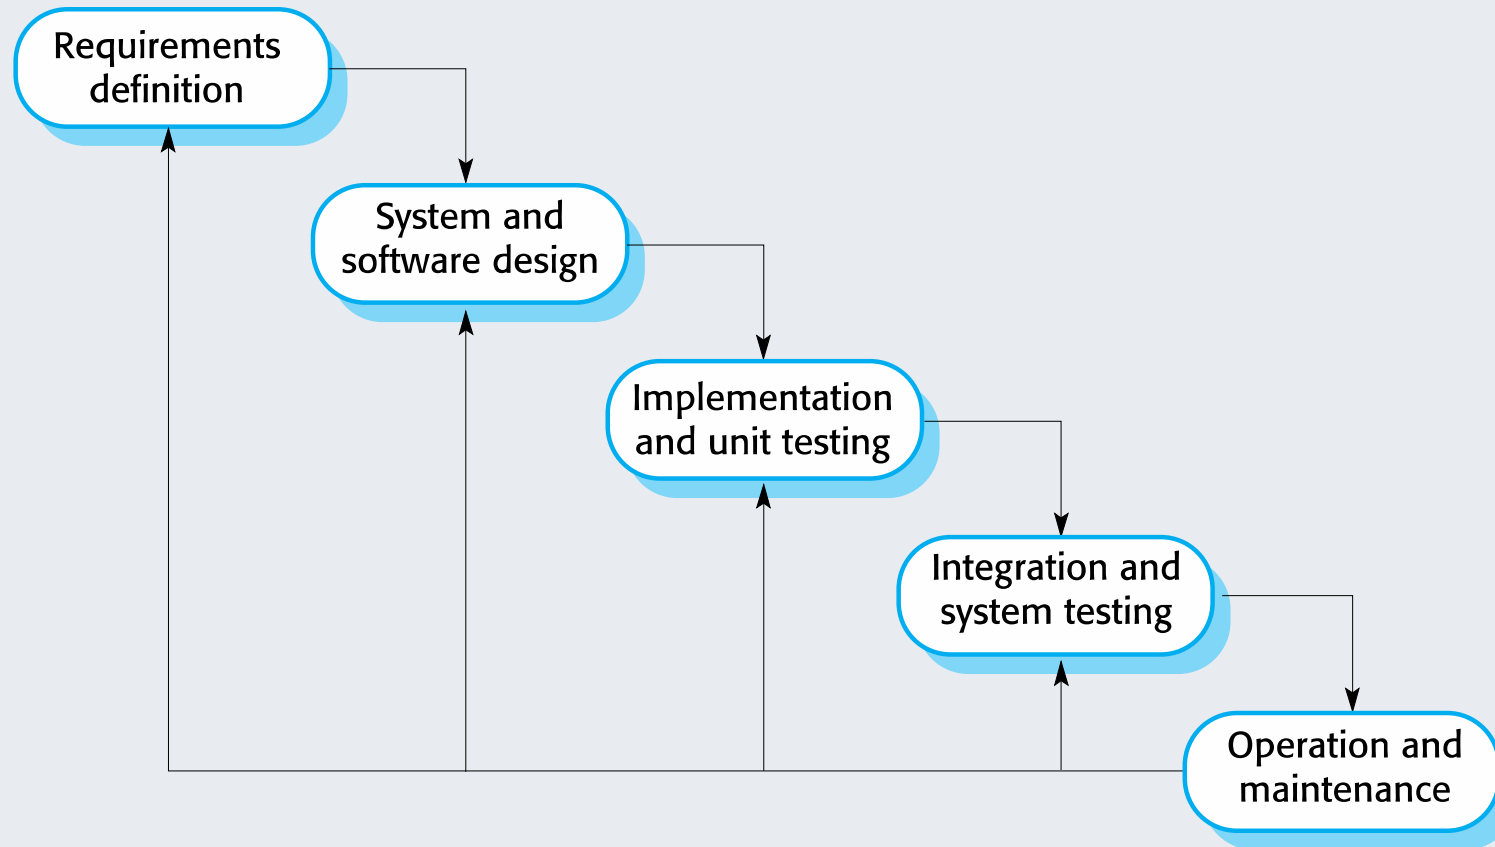 Requirements
definition
System and
software design
Implementation
and unit testing
Integration and
system testing
Operation and
maintenance